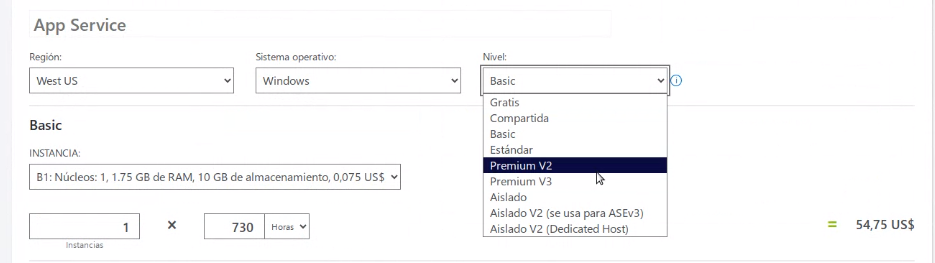 App Service
Región: Sistema operativo: Nivel:
West US Windows Basic
Gratis
Compartida
Basic
Estándar
Premium V2
Premium V3
Aislado
Aislado V2 (se usa para ASEv3)
Aislado V2 (Dedicated Host)
Basic
INSTANCIA:
B1: Núcleos: 1, 1.75 GB de RAM, 10 GB de almacenamiento, 0,075 US$
1 × 730 Horas = 54,75 US$
Instancias